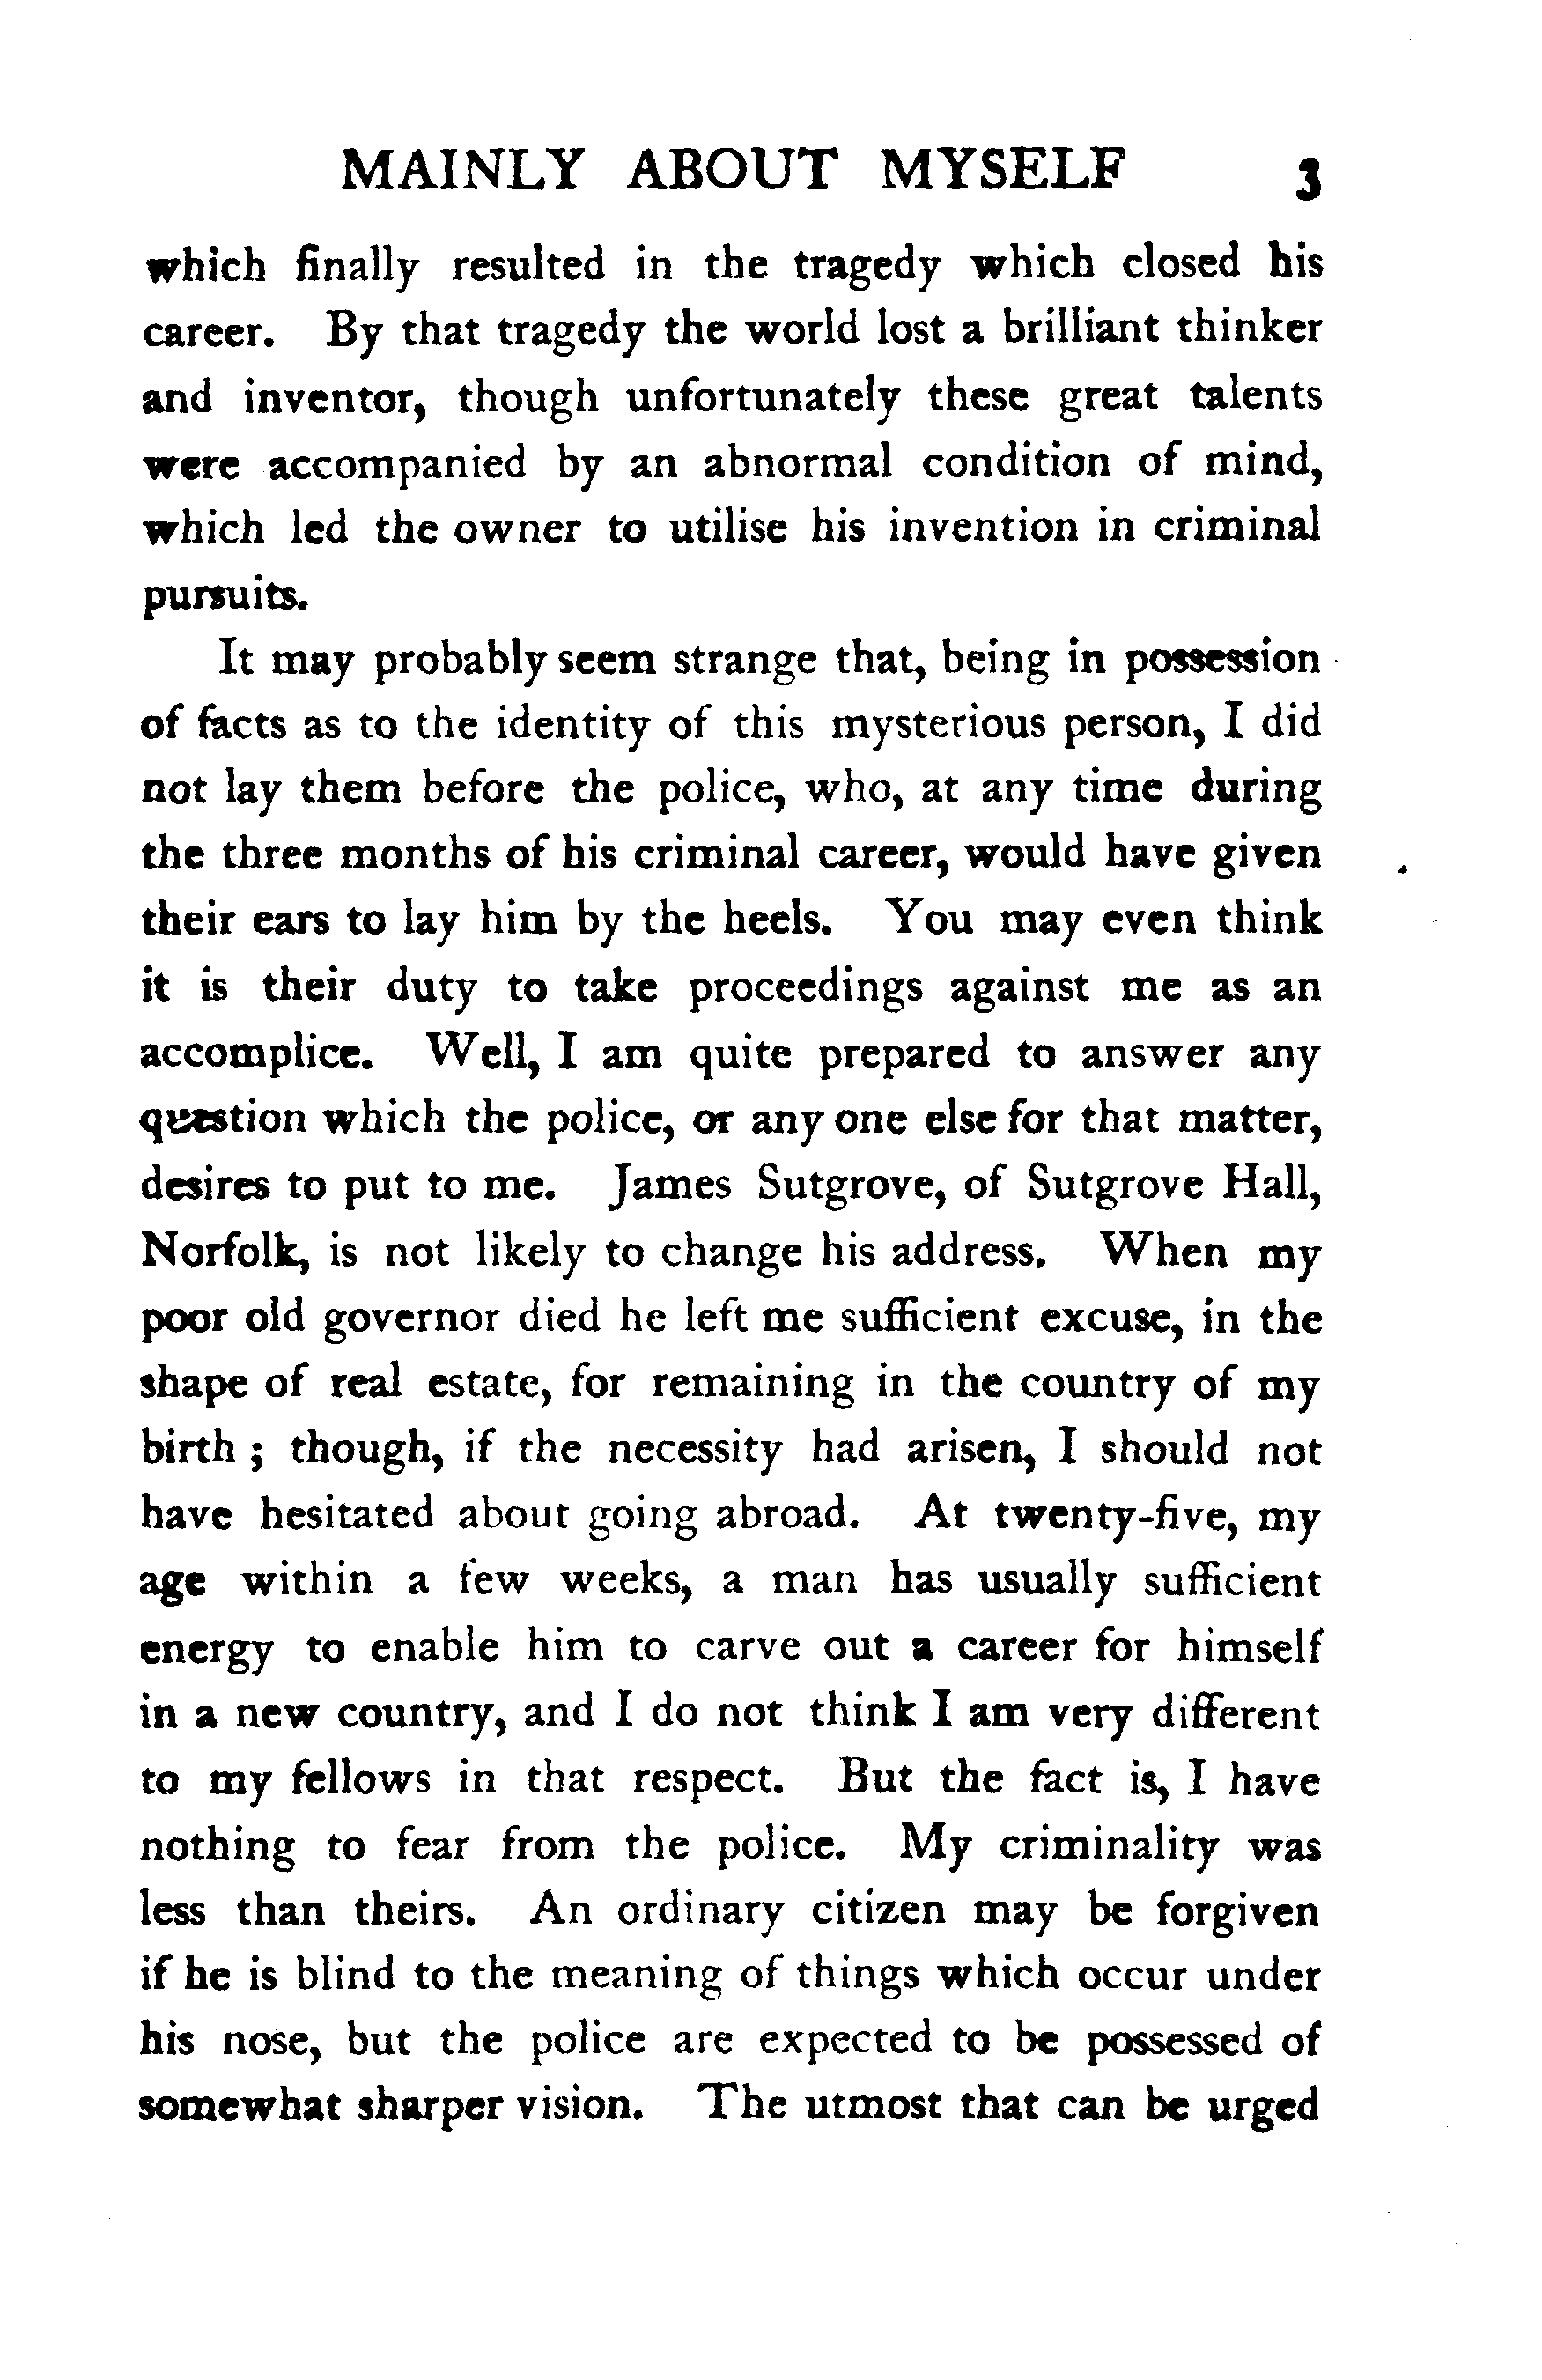 MAINLY ABOUT MYSELF 3
which finally resulted in the tragedy which closed his
career. By that tragedy the world lost a brilliant thinker
and inventor, though unfortunately these great talents
were accompanied by an abnormal condition of mind,
which led the owner to utilise his invention in criminal
pursuits.
It may probably seem strange that, being in possession
of facts as to the identity of this mysterious person, I did
not lay them before the police, who, at any time during
the three months of his criminal career, would have given
their ears to lay him by the heels. You may even think
it is their duty to take proceedings against me as an
accomplice. Well, I am quite prepared to answer any
question which the police, or any one else for that matter,
desires to put to me. James Sutgrove, of Sutgrove Hall,
Norfolk, is not likely to change his address. When my
poor old governor died he left me sufficient excuse, in the
shape of real estate, for remaining in the country of my
birth ; though, if the necessity had arisen, I should not
have hesitated about going abroad. At twenty-five, my
age within a few weeks, a man has usually sufficient
energy to enable him to carve out a career for himself
in a new country, and I do not think I am very different
to my fellows in that respect. But the fact is, I have
nothing to fear from the police. My criminality was
less than theirs. An ordinary citizen may be forgiven
if he is blind to the meaning of things which occur under
his nose, but the police are expected to be possessed of
somewhat sharper vision. The utmost that can be urged